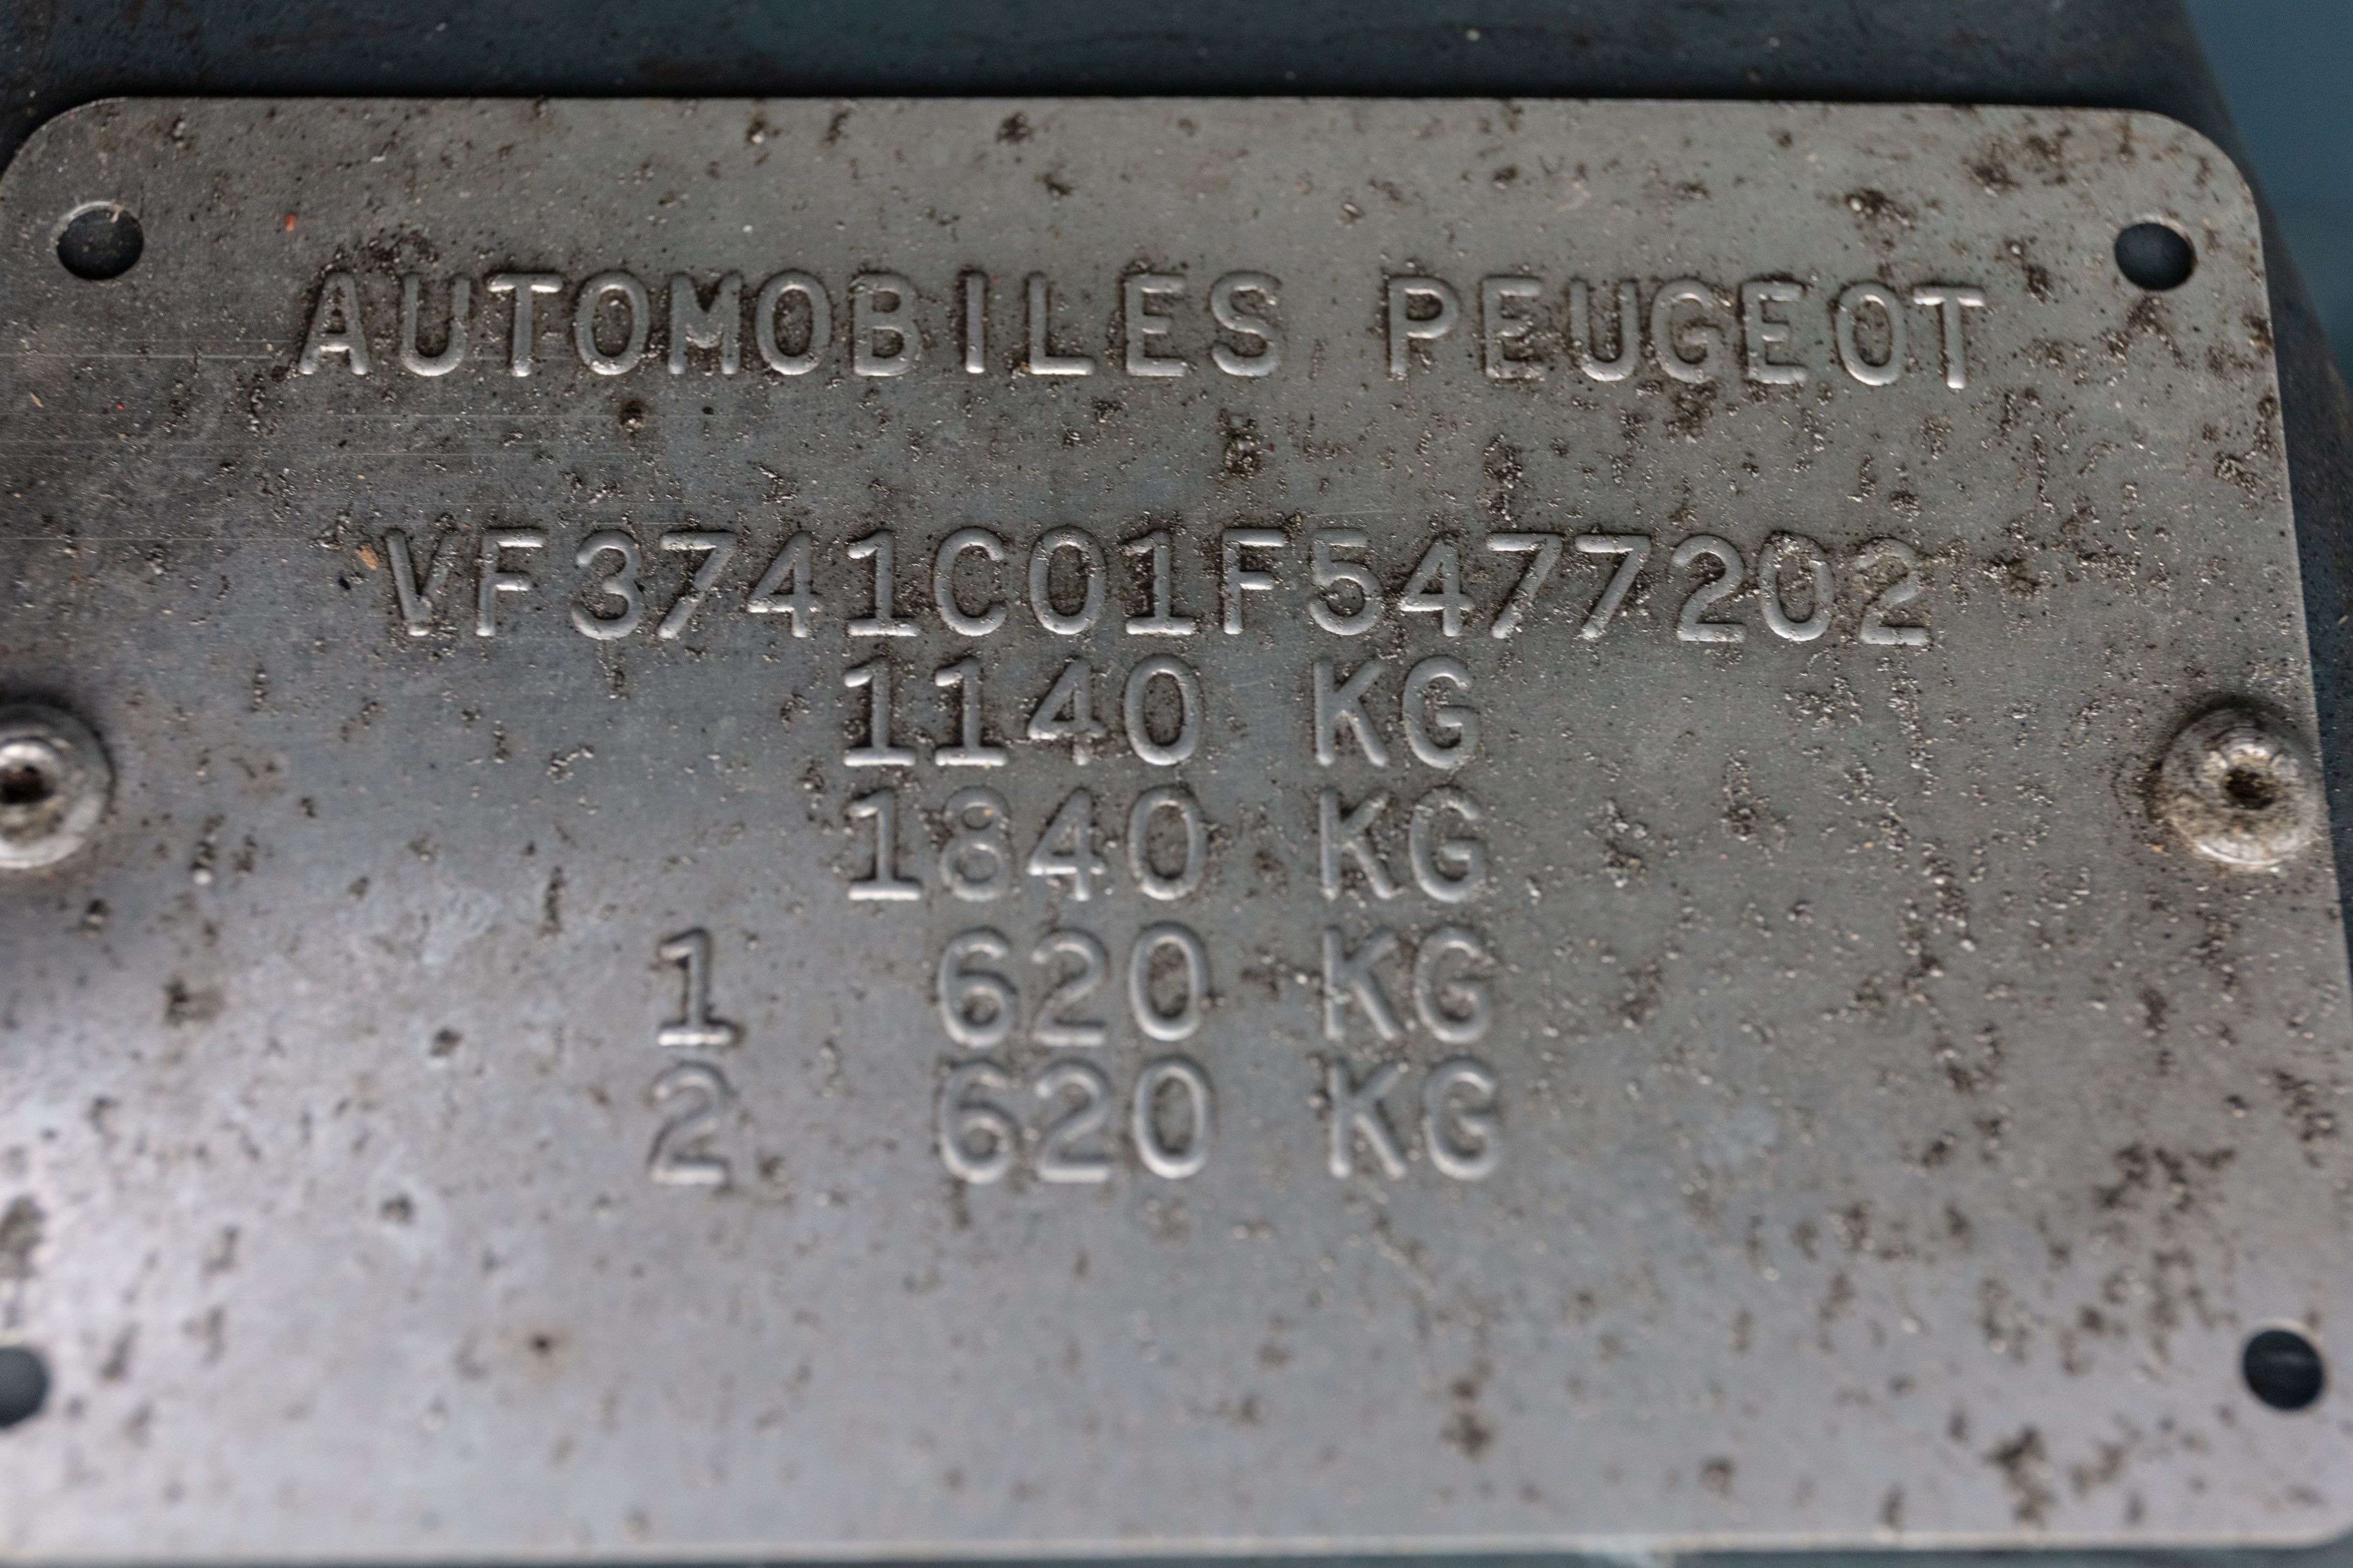 AUTOMOBILES PEUGEOT
VF3741C01F5477202
1140 KG
1840 KG
1 620 KG
2 620 KG